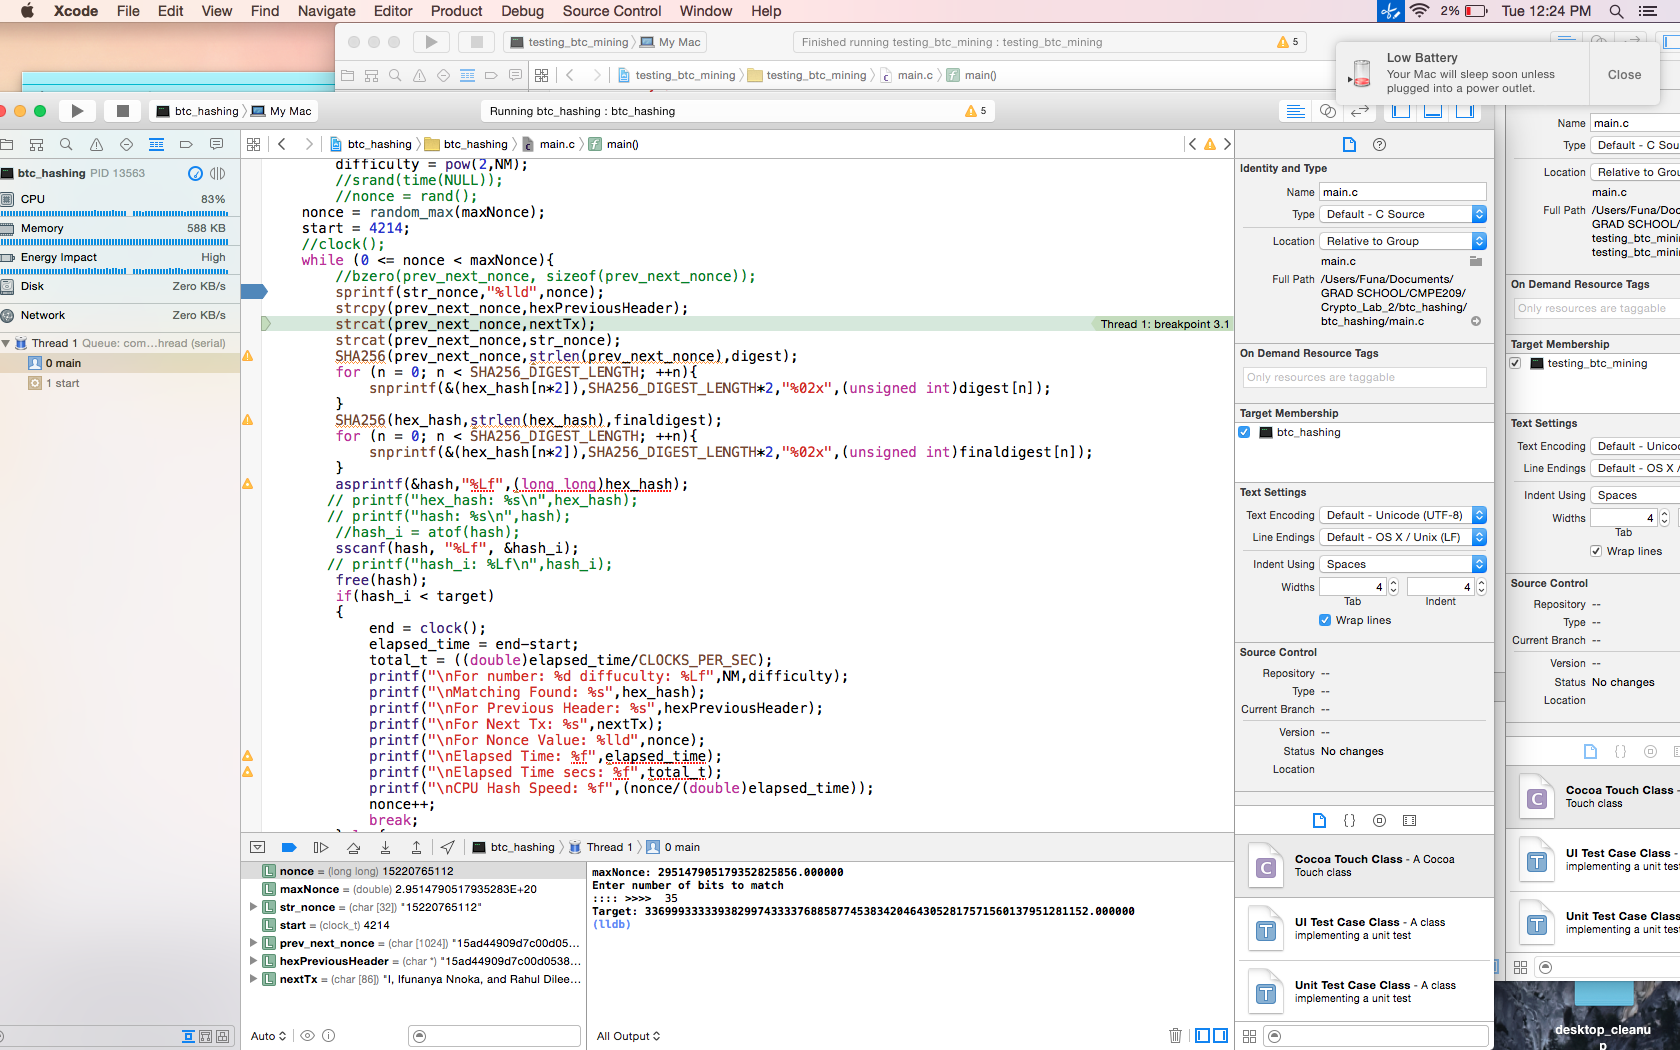 Xcode File Edit View Find Navigate Editor Product Debug Source Control Window Help
2% Tue 12:24 PM
testing_btc_mining My Mac
Finished running testing_btc_mining : testing_btc_mining
5
testing_btc_mining testing_btc_mining main.c main()
Low Battery
Your Mac will sleep soon unless
plugged into a power outlet.
Close
btc_hashing My Mac
Running btc_hashing : btc_hashing
5
btc_hashing btc_hashing main.c main()
btc_hashing PID 13563
CPU 83%
Memory 588 KB
Energy Impact High
Disk Zero KB/s
Network Zero KB/s
Thread 1 Queue: com...hread (serial)
0 main
1 start
difficulty = pow(2,NM);
//srand(time(NULL));
//nonce = rand();
nonce = random_max(maxNonce);
start = 4214;
//clock();
while (0 <= nonce < maxNonce){
//bzero(prev_next_nonce, sizeof(prev_next_nonce));
sprintf(str_nonce,"%lld",nonce);
strcpy(prev_next_nonce,hexPreviousHeader);
strcat(prev_next_nonce,nextTx);
Thread 1: breakpoint 3.1
strcat(prev_next_nonce,str_nonce);
SHA256(prev_next_nonce,strlen(prev_next_nonce),digest);
for (n = 0; n < SHA256_DIGEST_LENGTH; ++n){
snprintf(&(hex_hash[n*2]),SHA256_DIGEST_LENGTH*2,"%02x",(unsigned int)digest[n]);
}
SHA256(hex_hash,strlen(hex_hash),finaldigest);
for (n = 0; n < SHA256_DIGEST_LENGTH; ++n){
snprintf(&(hex_hash[n*2]),SHA256_DIGEST_LENGTH*2,"%02x",(unsigned int)finaldigest[n]);
}
asprintf(&hash,"%Lf",(long long)hex_hash);
// printf("hex_hash: %s\n",hex_hash);
// printf("hash: %s\n",hash);
//hash_i = atof(hash);
sscanf(hash, "%Lf", &hash_i);
// printf("hash_i: %Lf\n",hash_i);
free(hash);
if(hash_i < target)
{
end = clock();
elapsed_time = end-start;
total_t = ((double)elapsed_time/CLOCKS_PER_SEC);
printf("\nFor number: %d diffuculty: %Lf",NM,difficulty);
printf("\nMatching Found: %s",hex_hash);
printf("\nFor Previous Header: %s",hexPreviousHeader);
printf("\nFor Next Tx: %s",nextTx);
printf("\nFor Nonce Value: %lld",nonce);
printf("\nElapsed Time: %f",elapsed_time);
printf("\nElapsed Time secs: %f",total_t);
printf("\nCPU Hash Speed: %f",(nonce/(double)elapsed_time));
nonce++;
break;
btc_hashing Thread 1 0 main
nonce = (long long) 15220765112
maxNonce = (double) 2.9514790517935283E+20
str_nonce = (char [32]) "15220765112"
start = (clock_t) 4214
prev_next_nonce = (char [1024]) "15ad44909d7c00d05...
hexPreviousHeader = (char *) "15ad44909d7c00d0538...
nextTx = (char [86]) "I, Ifunanya Nnoka, and Rahul Dilee...
Auto
maxNonce: 295147905179352825856.000000
Enter number of bits to match
:::: >>>> 35
Target: 3369993333938299743333768858774538342046430528175715601379512811​52.000000
(lldb)
All Output
Identity and Type
Name main.c
Type Default - C Source
Location Relative to Group
main.c
Full Path /Users/Funa/Documents/
GRAD SCHOOL/CMPE209/
Crypto_Lab_2/btc_hashing/
btc_hashing/main.c
On Demand Resource Tags
Only resources are taggable
Target Membership
btc_hashing
Text Settings
Text Encoding Default - Unicode (UTF-8)
Line Endings Default - OS X / Unix (LF)
Indent Using Spaces
Widths 4 4
Tab Indent
Wrap lines
Source Control
Repository --
Type --
Current Branch --
Version --
Status No changes
Location
Cocoa Touch Class - A Cocoa
Touch class
UI Test Case Class - A class
implementing a unit test
Unit Test Case Class - A class
implementing a unit test
Name main.c
Type Default - C Sou
Location Relative to Grou
main.c
Full Path /Users/Funa/Doc
GRAD SCHOOL/
testing_btc_mini
testing_btc_mini
On Demand Resource Tags
Only resources are taggable
Target Membership
testing_btc_mining
Text Settings
Text Encoding Default - Unico
Line Endings Default - OS X /
Indent Using Spaces
Widths 4
Tab
Wrap lines
Source Control
Repository --
Type --
Current Branch --
Version --
Status No changes
Location
Cocoa Touch Class -
Touch class
UI Test Case Class -
implementing a unit test
Unit Test Case Class
implementing a unit test
desktop_cleanu
p